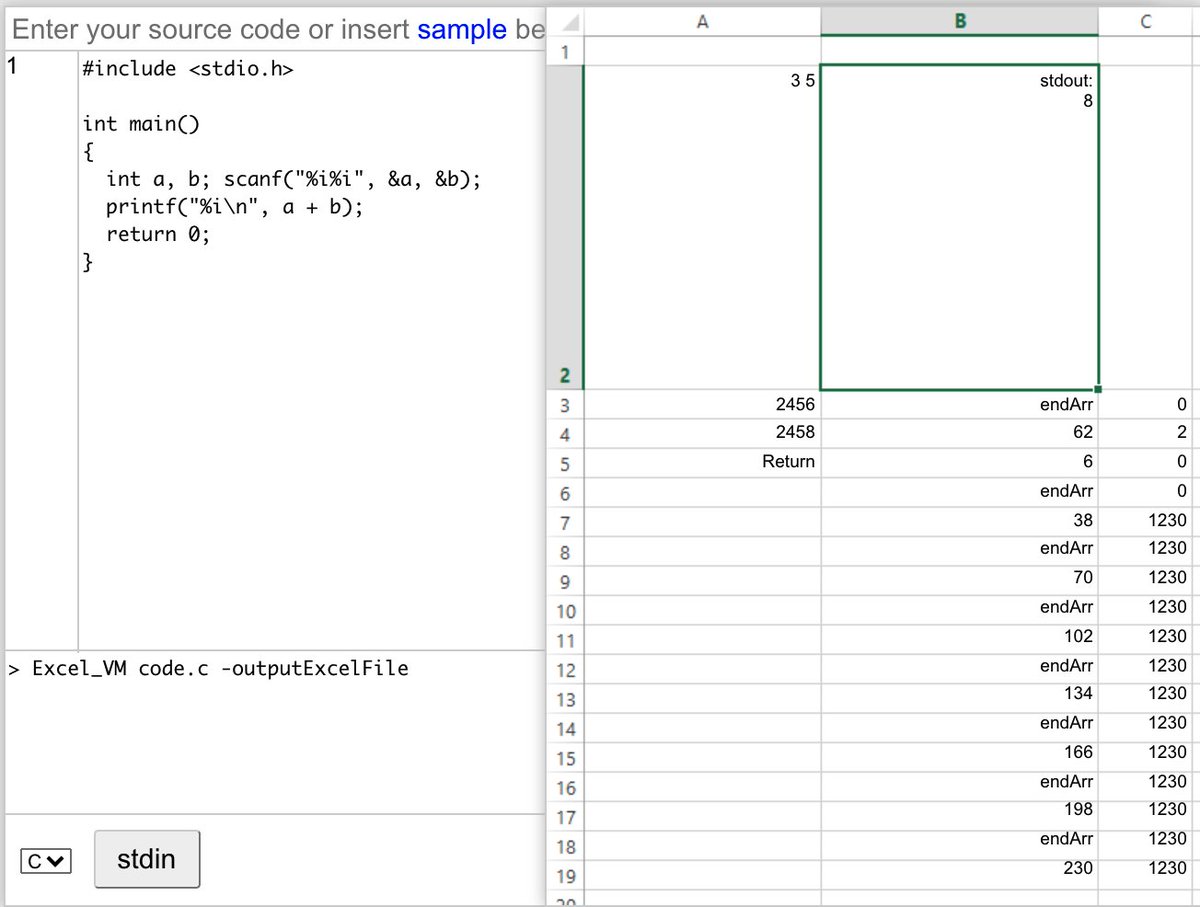 Enter your source code or insert sample be
1
#include <stdio.h>
int main()
{
int a, b; scanf("%i%i", &a, &b);
printf("%i\n", a + b);
return 0;
}
> Excel_VM code.c -outputExcelFile
C
stdin
A B C
1
2 3 5 stdout:
8
3 2456 endArr 0
4 2458 62 2
5 Return 6 0
6 endArr 0
7 38 1230
8 endArr 1230
9 70 1230
10 endArr 1230
11 102 1230
12 endArr 1230
13 134 1230
14 endArr 1230
15 166 1230
16 endArr 1230
17 198 1230
18 endArr 1230
19 230 1230
20